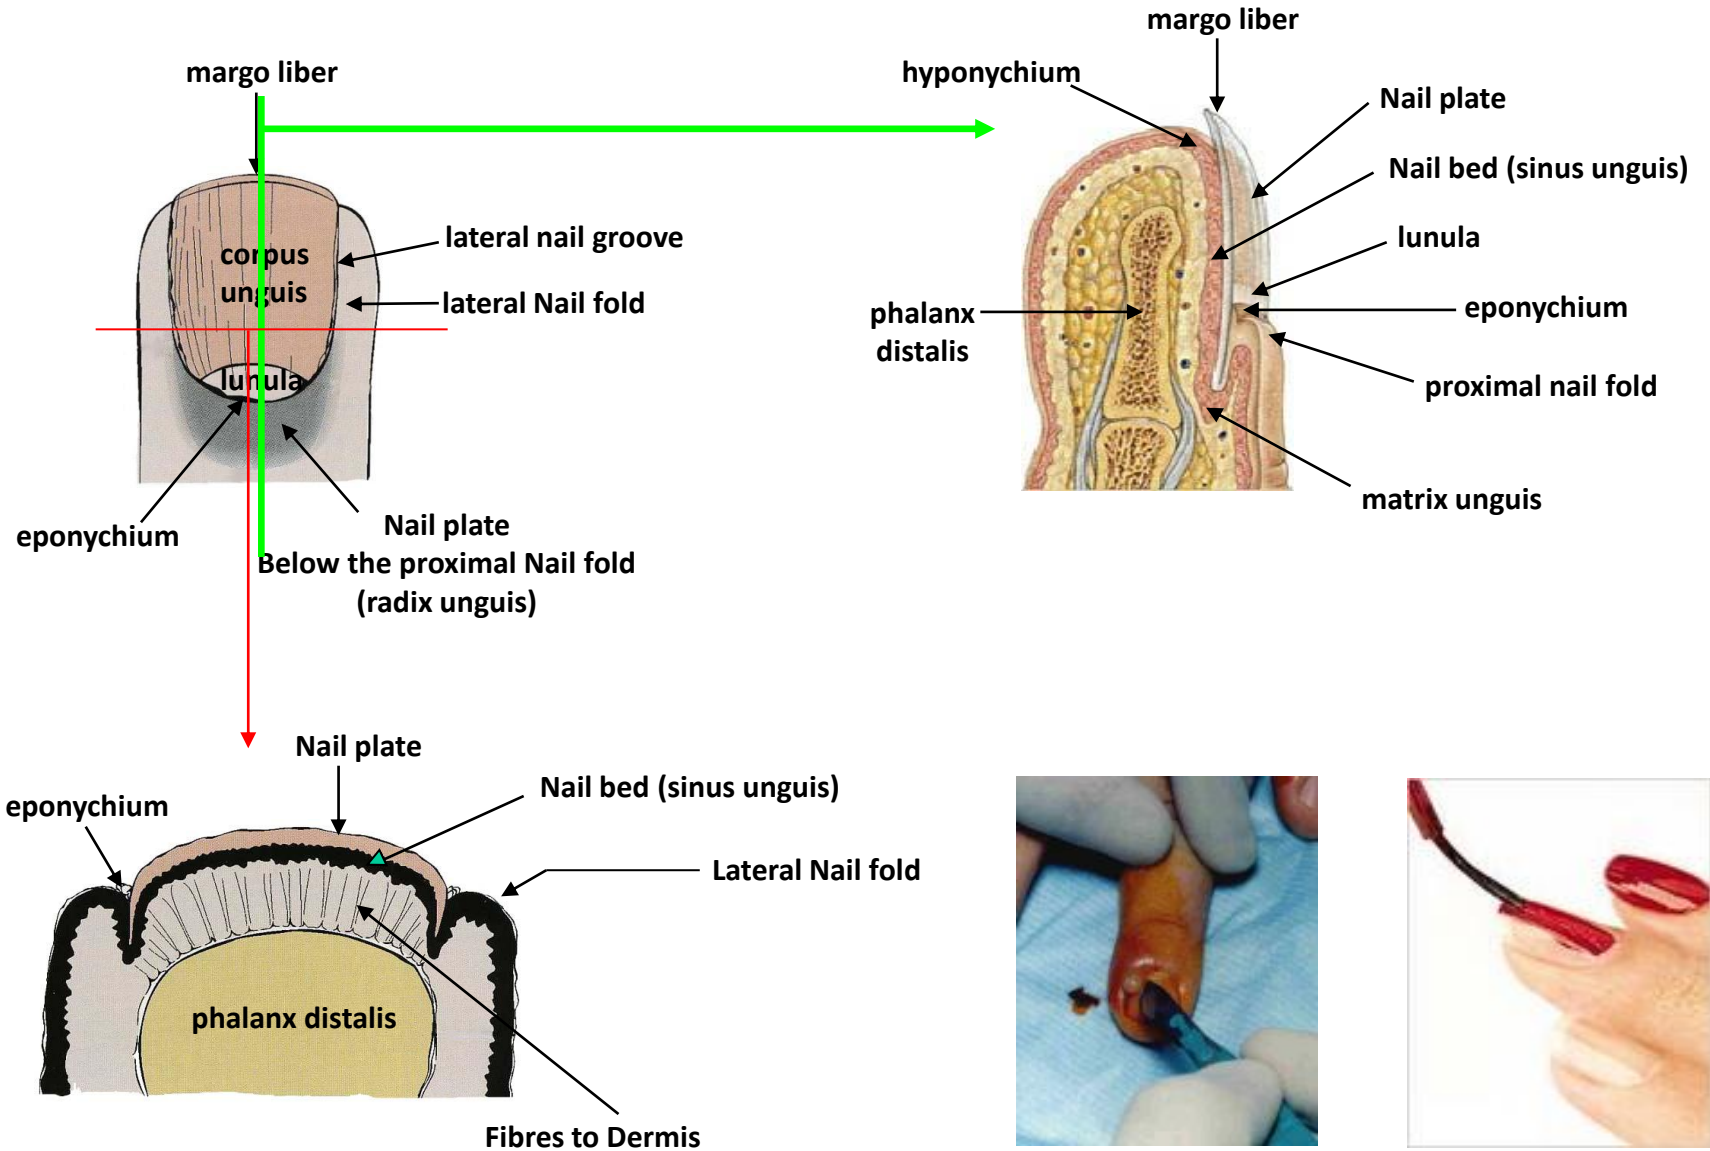 margo liber
corpus
unguis
lateral nail groove
lateral Nail fold
lunula
eponychium
Nail plate
Below the proximal Nail fold
(radix unguis)
margo liber
hyponychium
Nail plate
Nail bed (sinus unguis)
lunula
eponychium
phalanx
distalis
proximal nail fold
matrix unguis
Nail plate
Nail bed (sinus unguis)
eponychium
Lateral Nail fold
phalanx distalis
Fibres to Dermis